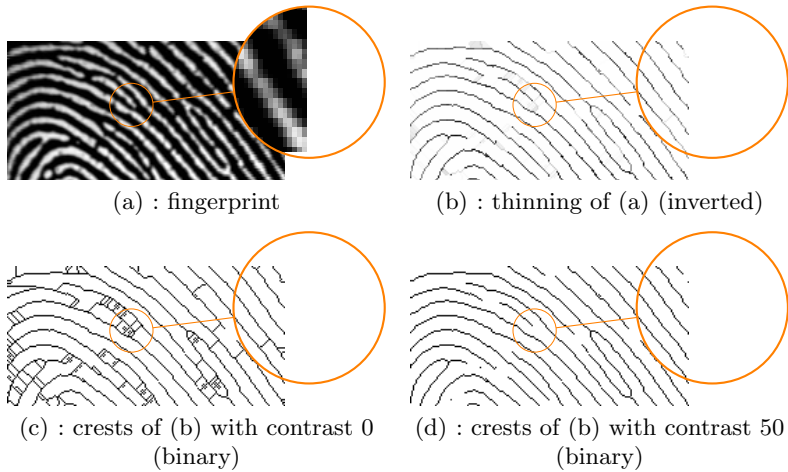 (a) : fingerprint
(b) : thinning of (a) (inverted)
(c) : crests of (b) with contrast 0
(binary)
(d) : crests of (b) with contrast 50
(binary)